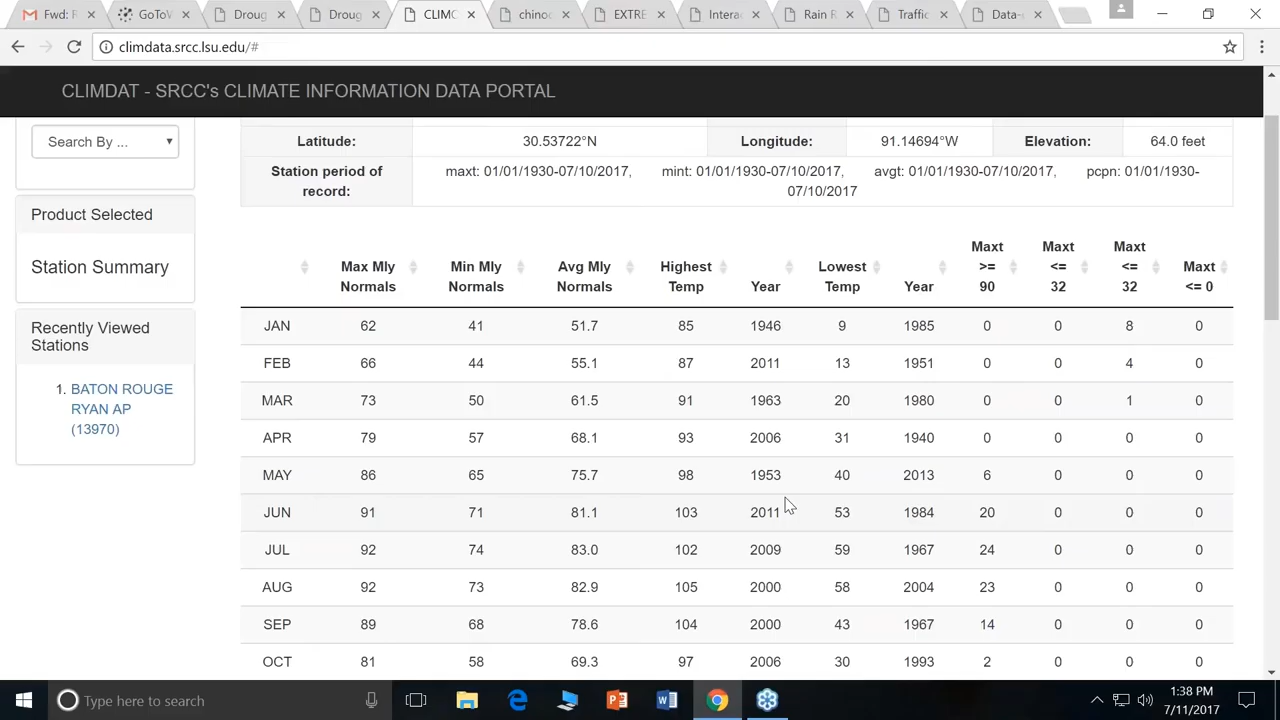 Fwd: F
GoToW
Droug
Droug
CLIMC
chinoo
EXTRE
Intera
Rain R
Traffic
Data-
climdata.srcc.lsu.edu/#
CLIMDAT - SRCC's CLIMATE INFORMATION DATA PORTAL
Search By ...
Product Selected
Station Summary
Recently Viewed
Stations
1. BATON ROUGE
RYAN AP
(13970)
Latitude: 30.53722°N Longitude: 91.14694°W Elevation: 64.0 feet
Station period of record: maxt: 01/01/1930-07/10/2017, mint: 01/01/1930-07/10/2017, avgt: 01/01/1930-07/10/2017, pcpn: 01/01/1930-
07/10/2017
Max Mly Normals Min Mly Normals Avg Mly Normals Highest Temp Year Lowest Temp Year Maxt >= 90 Maxt <= 32 Maxt <= 32 Maxt <= 0
JAN 62 41 51.7 85 1946 9 1985 0 0 8 0
FEB 66 44 55.1 87 2011 13 1951 0 0 4 0
MAR 73 50 61.5 91 1963 20 1980 0 0 1 0
APR 79 57 68.1 93 2006 31 1940 0 0 0 0
MAY 86 65 75.7 98 1953 40 2013 6 0 0 0
JUN 91 71 81.1 103 2011 53 1984 20 0 0 0
JUL 92 74 83.0 102 2009 59 1967 24 0 0 0
AUG 92 73 82.9 105 2000 58 2004 23 0 0 0
SEP 89 68 78.6 104 2000 43 1967 14 0 0 0
OCT 81 58 69.3 97 2006 30 1993 2 0 0 0
Type here to search
1:38 PM
7/11/2017